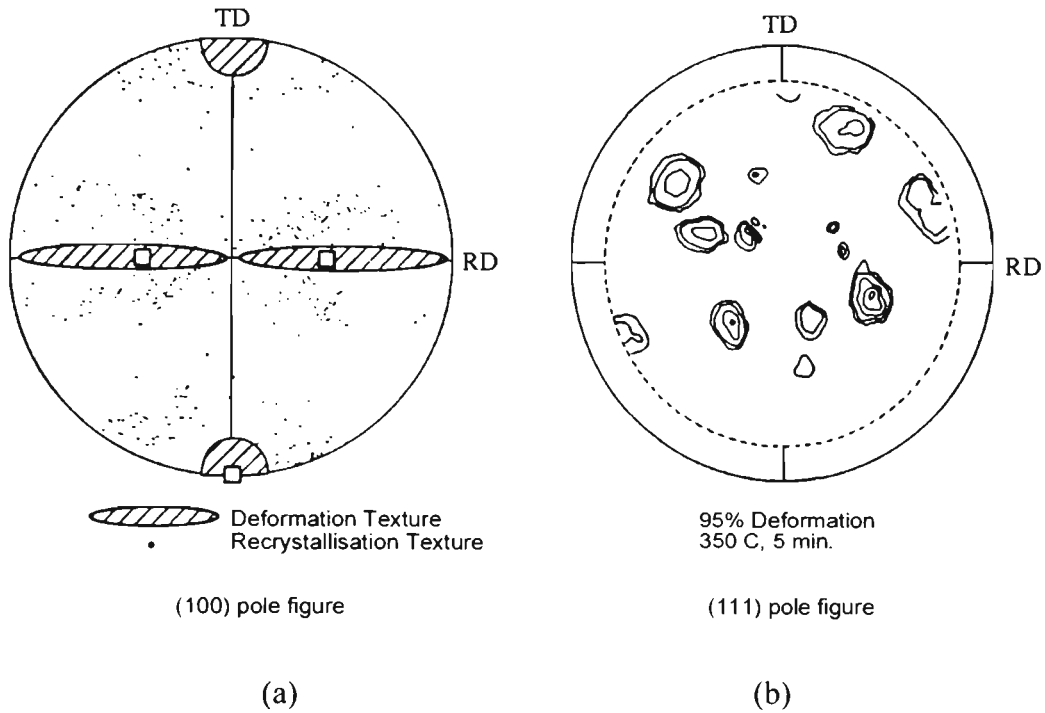 TD
RD
Deformation Texture
Recrystallisation Texture
(100) pole figure
(a)
TD
RD
95% Deformation
350 C, 5 min.
(111) pole figure
(b)